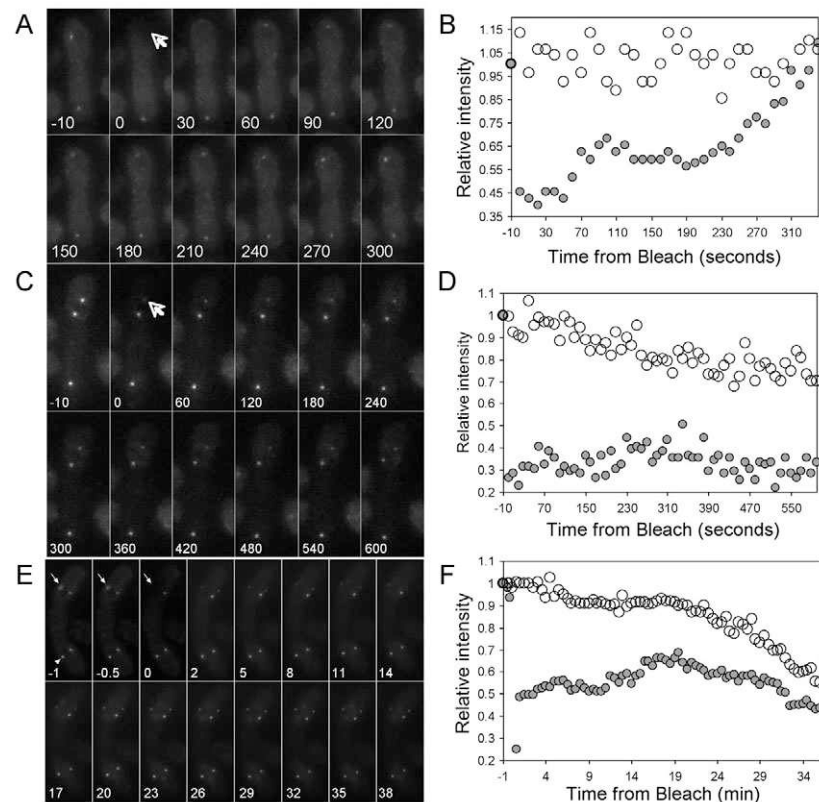 A
-10 0 30 60 90 120
150 180 210 240 270 300
B
Relative intensity
1.15
1.05
0.95
0.85
0.75
0.65
0.55
0.45
0.35
-10 30 70 110 150 190 230 270 310
Time from Bleach (seconds)
C
-10 0 60 120 180 240
300 360 420 480 540 600
D
Relative intensity
1.1
1
0.9
0.8
0.7
0.6
0.5
0.4
0.3
0.2
-10 70 150 230 310 390 470 550
Time from Bleach (seconds)
E
-1 -0.5 0 2 5 8 11 14
17 20 23 26 29 32 35 38
F
Relative intensity
1.1
1
0.9
0.8
0.7
0.6
0.5
0.4
0.3
0.2
-1 4 9 14 19 24 29 34
Time from Bleach (min)